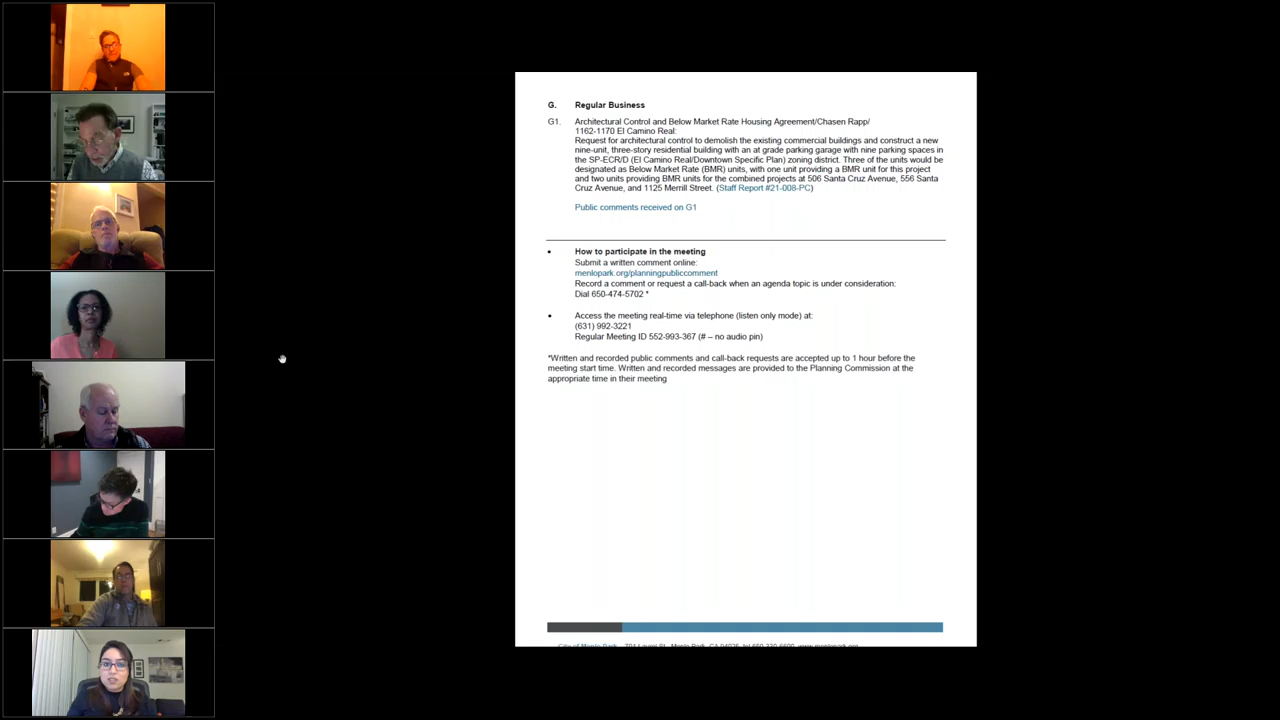 G. Regular Business
G1. Architectural Control and Below Market Rate Housing Agreement/Chasen Rapp/
1162-1170 El Camino Real:
Request for architectural control to demolish the existing commercial buildings and construct a new
nine-unit, three-story residential building with an at grade parking garage with nine parking spaces in
the SP-ECR/D (El Camino Real/Downtown Specific Plan) zoning district. Three of the units would be
designated as Below Market Rate (BMR) units, with one unit providing a BMR unit for this project
and two units providing BMR units for the combined projects at 506 Santa Cruz Avenue, 556 Santa
Cruz Avenue, and 1125 Merrill Street. (Staff Report #21-008-PC)
Public comments received on G1
• How to participate in the meeting
Submit a written comment online:
menlopark.org/planningpubliccomment
Record a comment or request a call-back when an agenda topic is under consideration:
Dial 650-474-5702 *
• Access the meeting real-time via telephone (listen only mode) at:
(631) 992-3221
Regular Meeting ID 552-993-367 (# – no audio pin)
*Written and recorded public comments and call-back requests are accepted up to 1 hour before the
meeting start time. Written and recorded messages are provided to the Planning Commission at the
appropriate time in their meeting